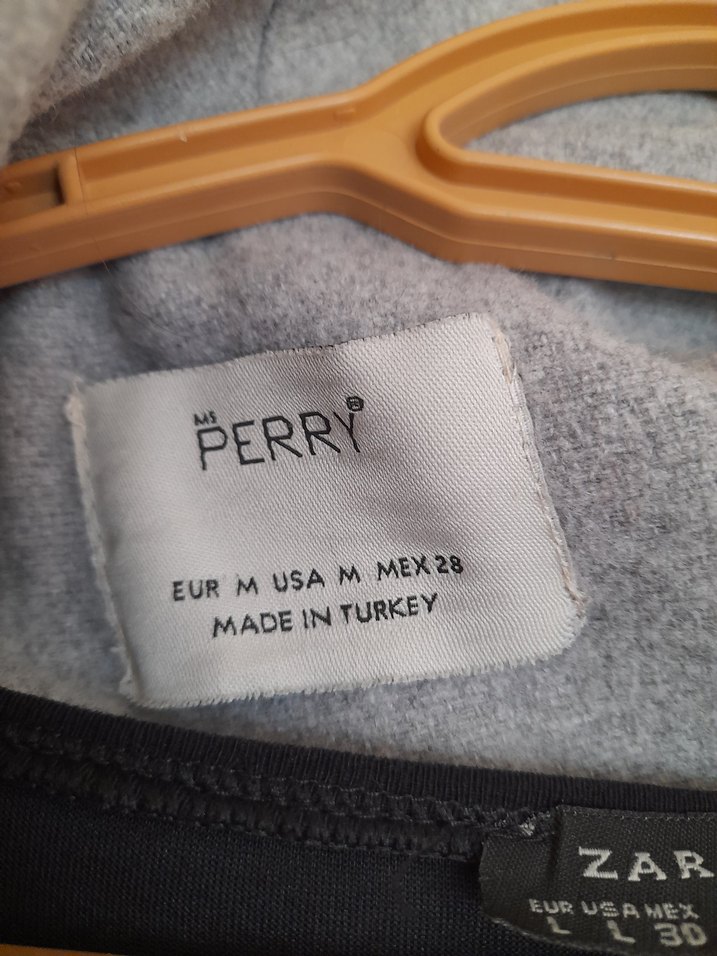 MS
PERRY®
EUR M USA M MEX 28
MADE IN TURKEY
ZAR
EUR USA MEX
L L 30